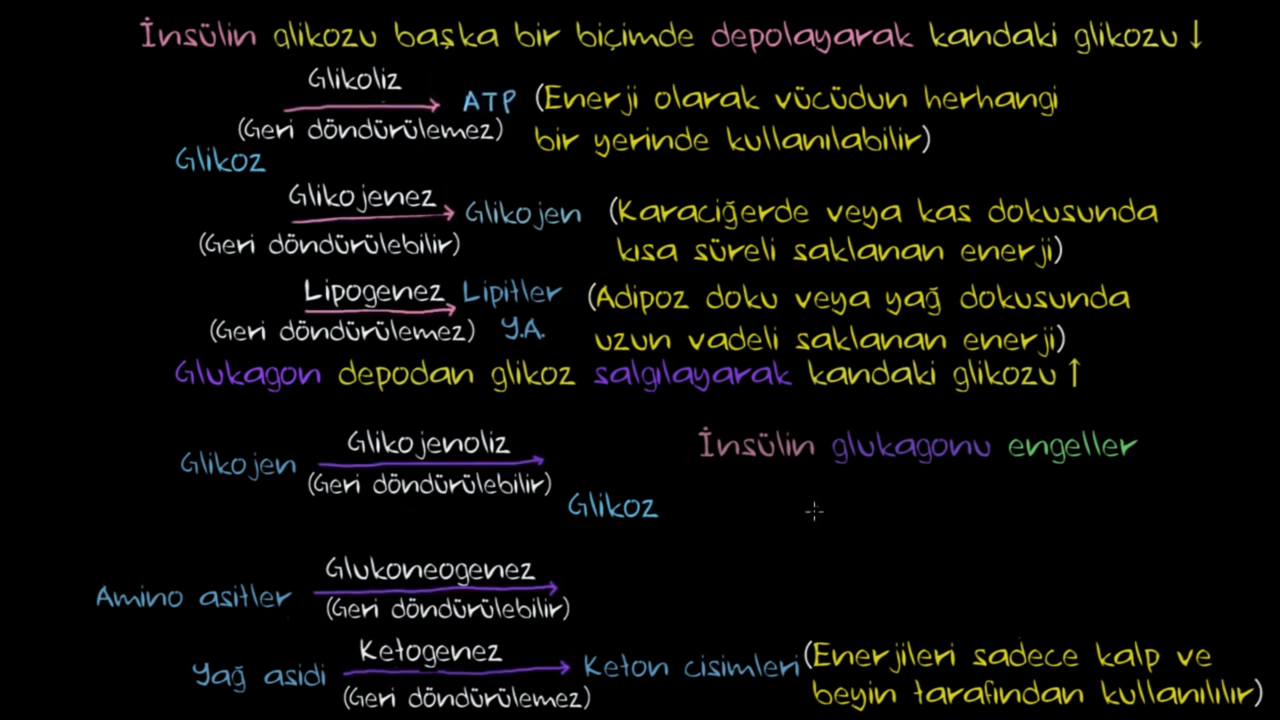 İnsülin glikozu başka bir biçimde depolayarak kandaki glikozu ↓
Glikoliz
ATP (Enerji olarak vücüdun herhangi
(Geri döndürülemez)
bir yerinde kullanılabilir)
Glikoz
Glikojenez
Glikojen (Karaciğerde veya kas dokusunda
(Geri döndürülebilir)
kısa süreli saklanan enerji)
Lipogenez Lipitler (Adipoz doku veya yağ dokusunda
(Geri döndürülemez) Y.A.
uzun vadeli saklanan enerji)
Glukagon depodan glikoz salgılayarak kandaki glikozu ↑
Glikojenoliz
İnsülin glukagonu engeller
Glikojen
(Geri döndürülebilir)
Glikoz
Glukoneogenez
Amino asitler
(Geri döndürülebilir)
Ketogenez
Yağ asidi
Keton cisimleri (Enerjileri sadece kalp ve
(Geri döndürülemez)
beyin tarafından kullanılılır)